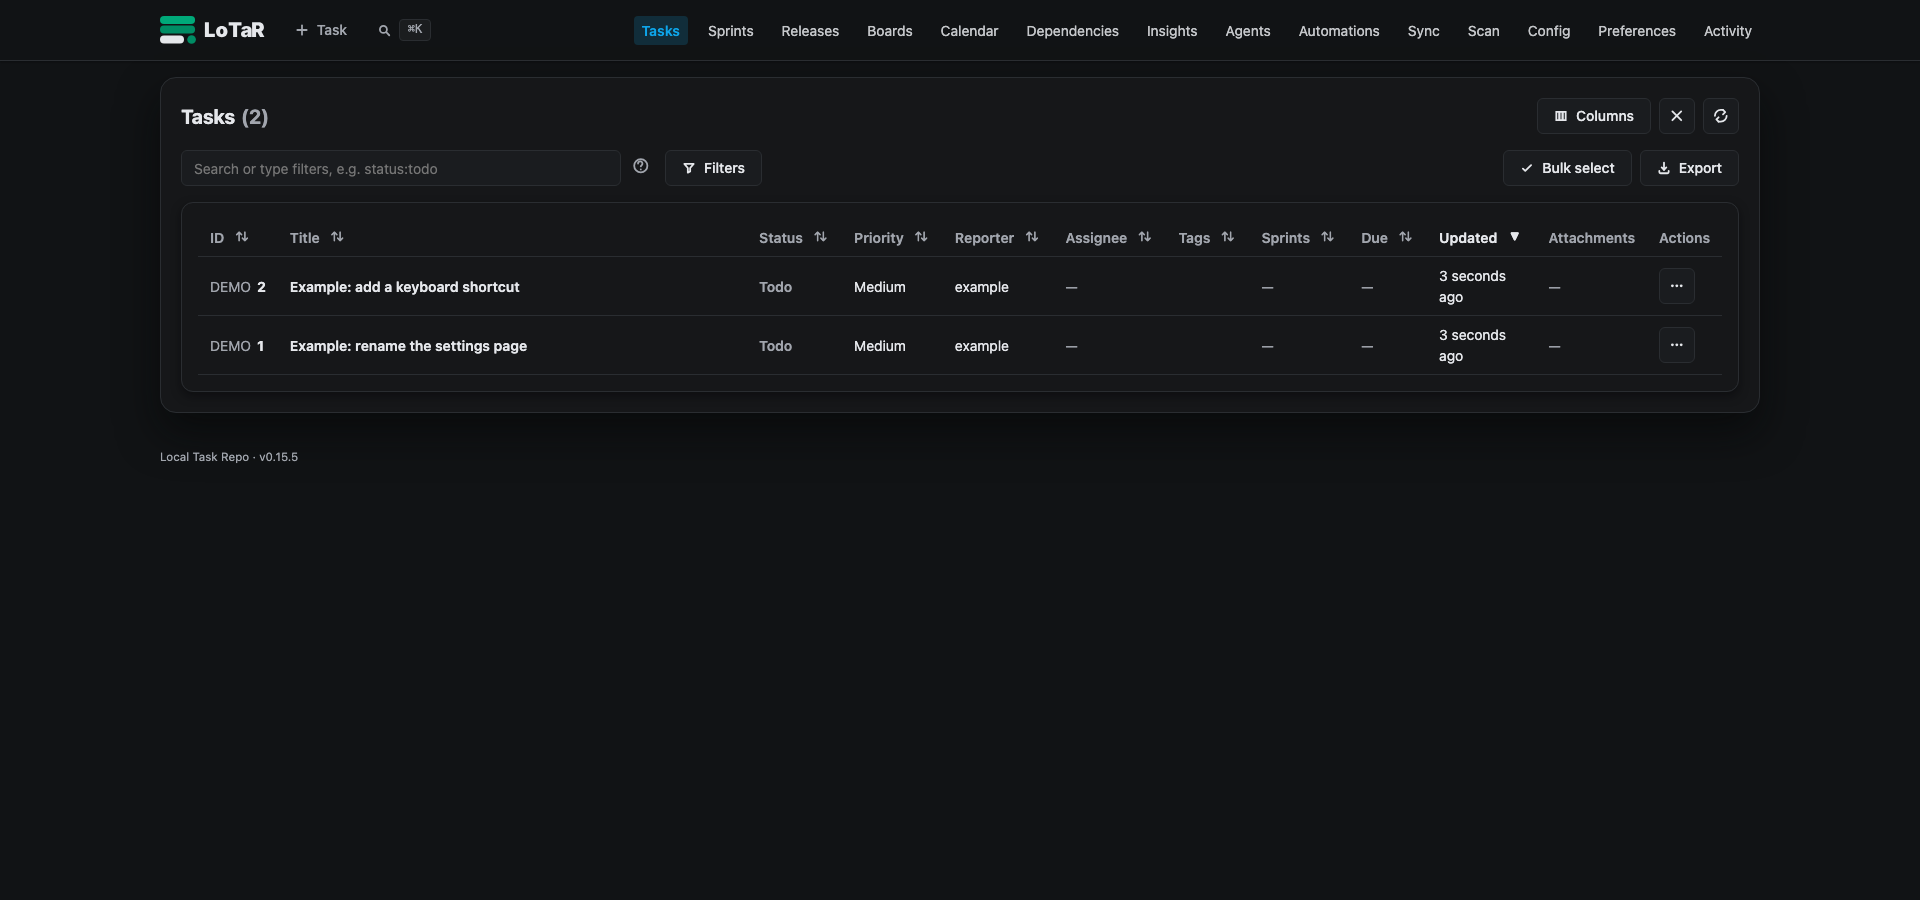 LoTaR
Task
⌘K
Tasks
Sprints
Releases
Boards
Calendar
Dependencies
Insights
Agents
Automations
Sync
Scan
Config
Preferences
Activity
Tasks (2)
Columns
Search or type filters, e.g. status:todo
Filters
Bulk select
Export
ID Title Status Priority Reporter Assignee Tags Sprints Due Updated Attachments Actions
DEMO 2 Example: add a keyboard shortcut Todo Medium example — — — 3 seconds ago —
DEMO 1 Example: rename the settings page Todo Medium example — — — 3 seconds ago —
Local Task Repo · v0.15.5